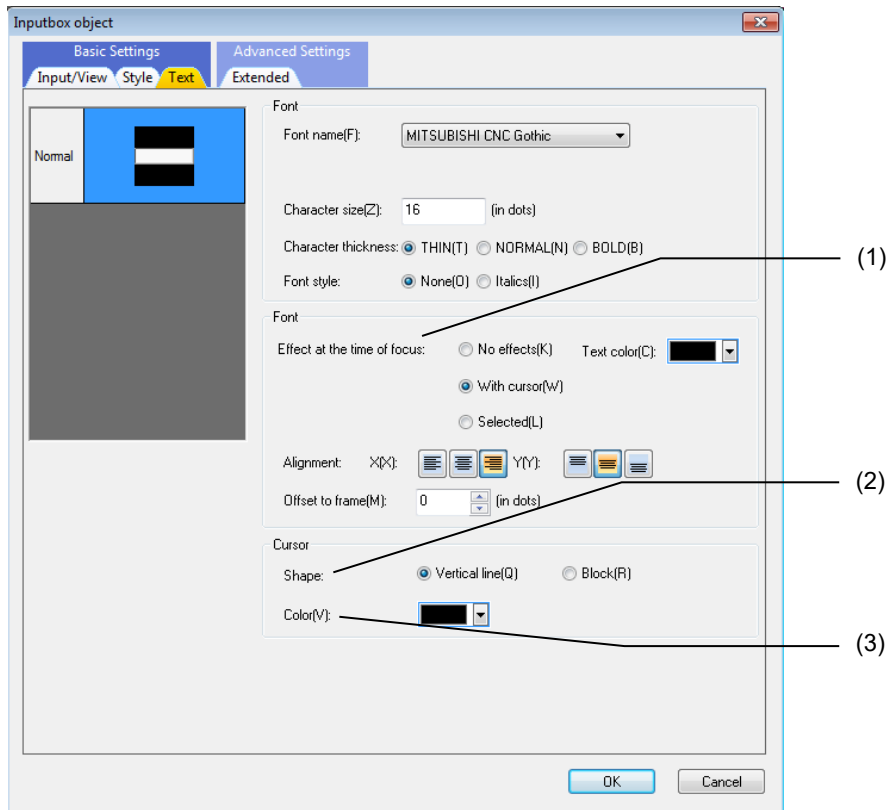 Inputbox object
Basic Settings Advanced Settings
Input/View Style Text Extended
Normal
Font
Font name(F): MITSUBISHI CNC Gothic
Character size(Z): 16 (in dots)
Character thickness: THIN(T) NORMAL(N) BOLD(B)
Font style: None(O) Italics(I)
(1)
Font
Effect at the time of focus: No effects(K) Text color(C):
With cursor(W)
Selected(L)
Alignment: X(X): Y(Y):
(2)
Offset to frame(M): 0 (in dots)
Cursor
Shape: Vertical line(Q) Block(R)
Color(V):
(3)
OK Cancel